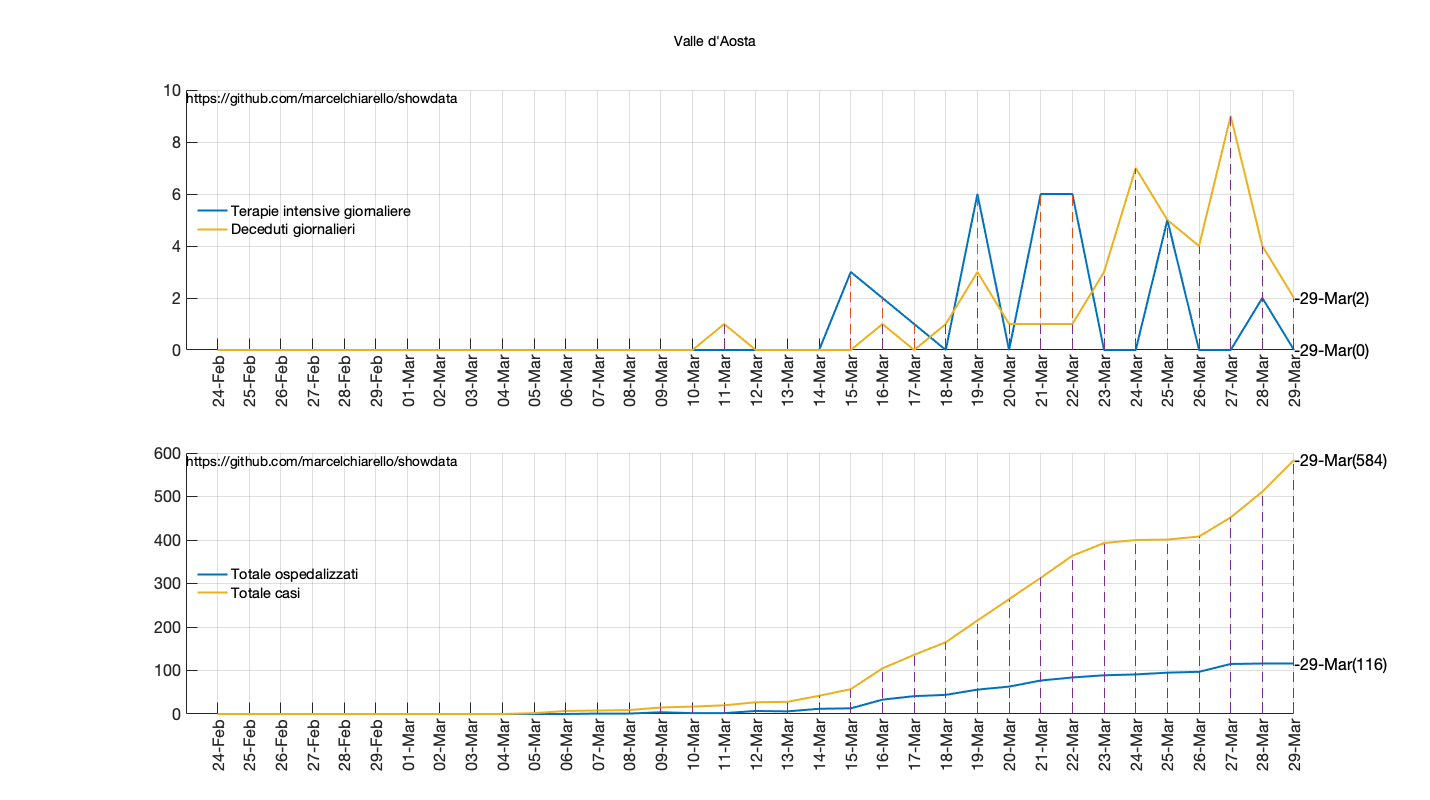 Valle d'Aosta
10
https://github.com/marcelchiarello/showdata
8
6
Terapie intensive giornaliere
Deceduti giornalieri
4
2
-29-Mar(2)
0
-29-Mar(0)
24-Feb
25-Feb
26-Feb
27-Feb
28-Feb
29-Feb
01-Mar
02-Mar
03-Mar
04-Mar
05-Mar
06-Mar
07-Mar
08-Mar
09-Mar
10-Mar
11-Mar
12-Mar
13-Mar
14-Mar
15-Mar
16-Mar
17-Mar
18-Mar
19-Mar
20-Mar
21-Mar
22-Mar
23-Mar
24-Mar
25-Mar
26-Mar
27-Mar
28-Mar
29-Mar
600
https://github.com/marcelchiarello/showdata
-29-Mar(584)
500
400
Totale ospedalizzati
300
Totale casi
200
100
-29-Mar(116)
0
24-Feb
25-Feb
26-Feb
27-Feb
28-Feb
29-Feb
01-Mar
02-Mar
03-Mar
04-Mar
05-Mar
06-Mar
07-Mar
08-Mar
09-Mar
10-Mar
11-Mar
12-Mar
13-Mar
14-Mar
15-Mar
16-Mar
17-Mar
18-Mar
19-Mar
20-Mar
21-Mar
22-Mar
23-Mar
24-Mar
25-Mar
26-Mar
27-Mar
28-Mar
29-Mar